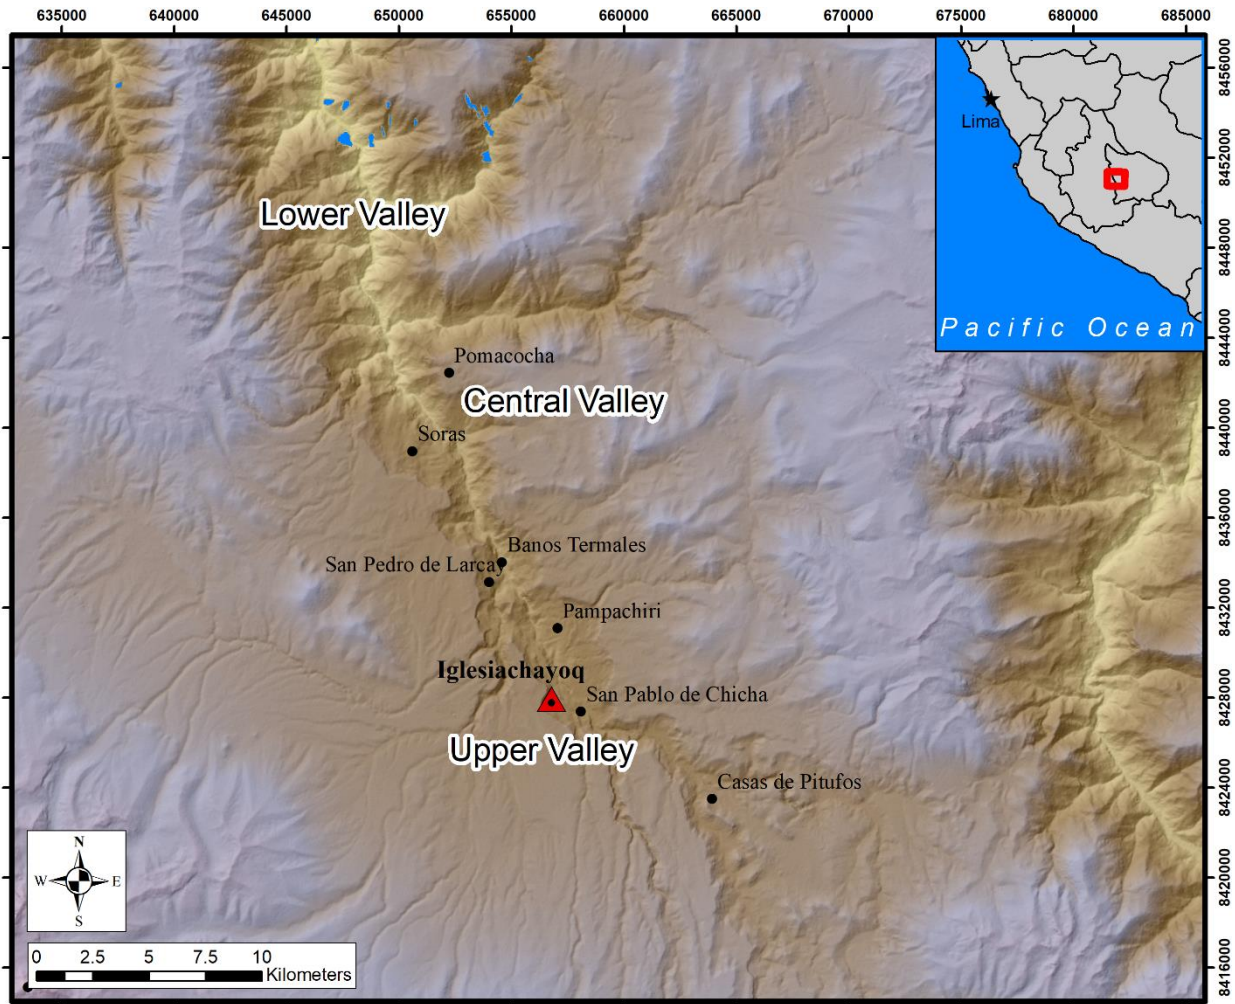 635000 640000 645000 650000 655000 660000 665000 670000 675000 680000 685000
8456000
Lima
8452000
Lower Valley
8448000
Pacific Ocean
8444000
Pomacocha
Central Valley
8440000
Soras
8436000
Banos Termales
San Pedro de Larcay
8432000
Pampachiri
Iglesiachayoq
San Pablo de Chicha
8428000
Upper Valley
Casas de Pitufos
8424000
N
W E
S
8420000
0 2.5 5 7.5 10
Kilometers
8416000